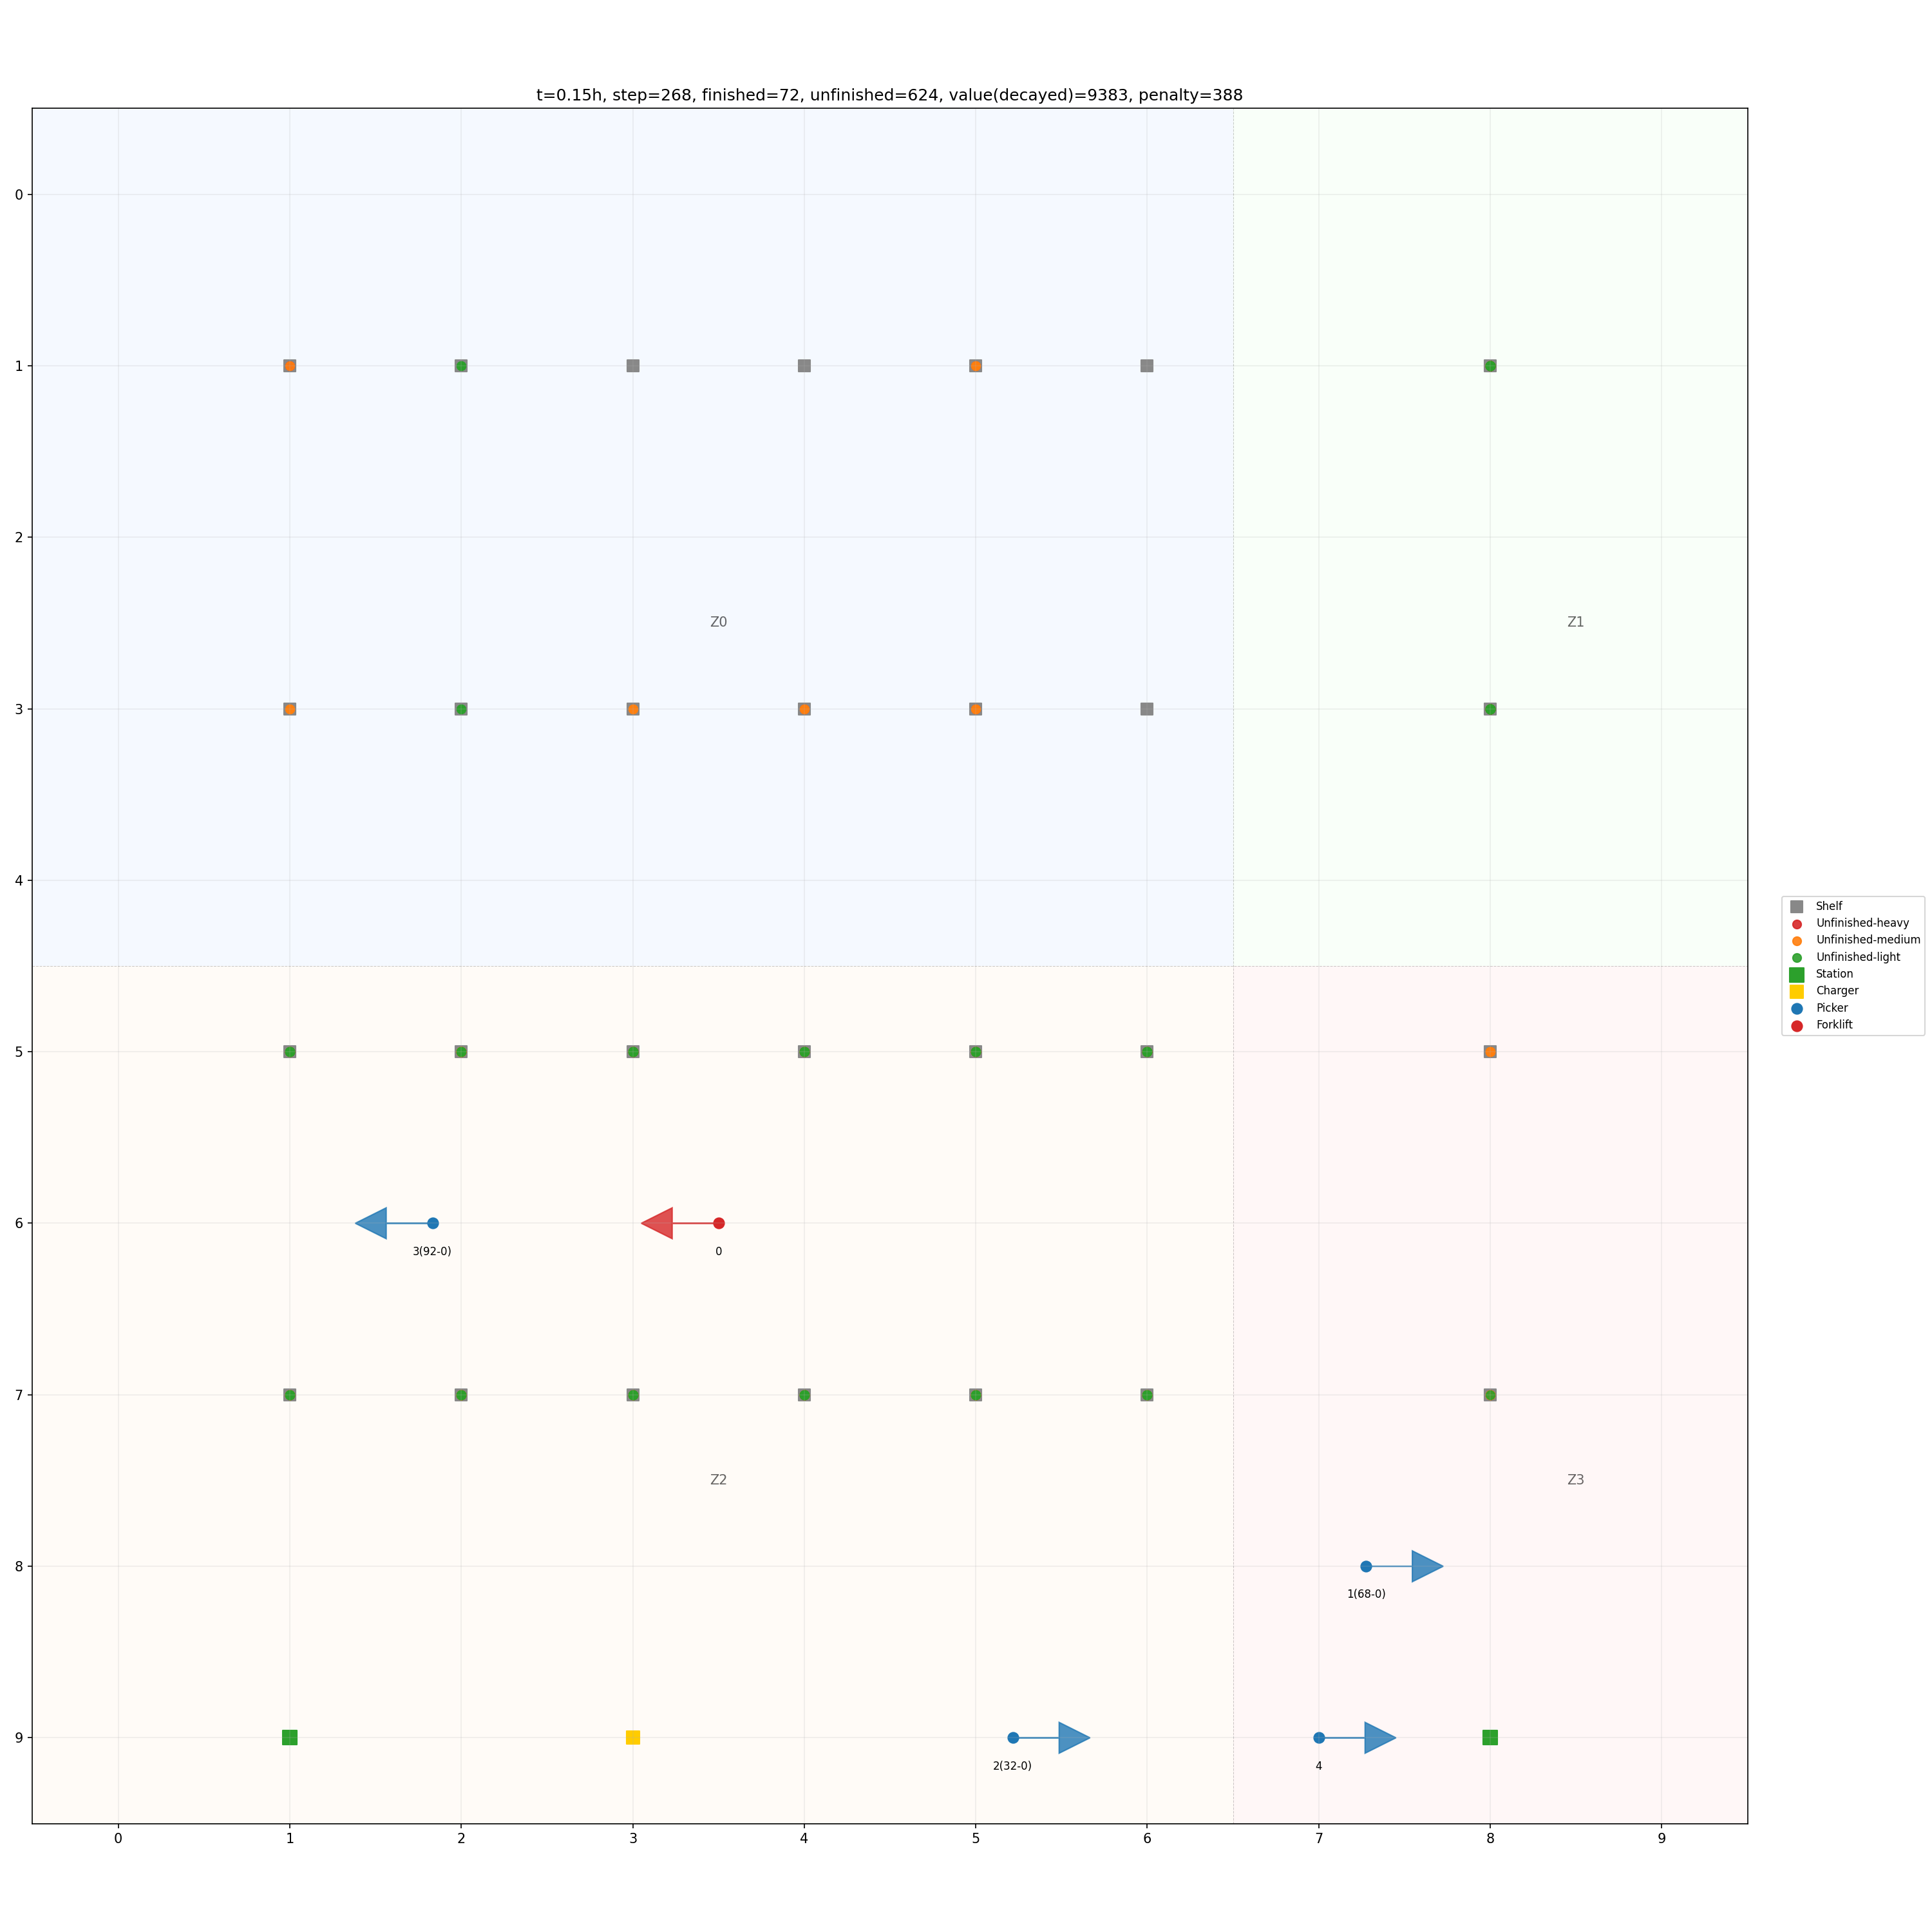 t=0.15h, step=268, finished=72, unfinished=624, value(decayed)=9383, penalty=388
0
1
2
Z0
Z1
3
4
Shelf
Unfinished-heavy
Unfinished-medium
Unfinished-light
Station
Charger
Picker
Forklift
5
6
3(92-0)
0
7
Z2
Z3
8
1(68-0)
9
2(32-0)
4
0 1 2 3 4 5 6 7 8 9